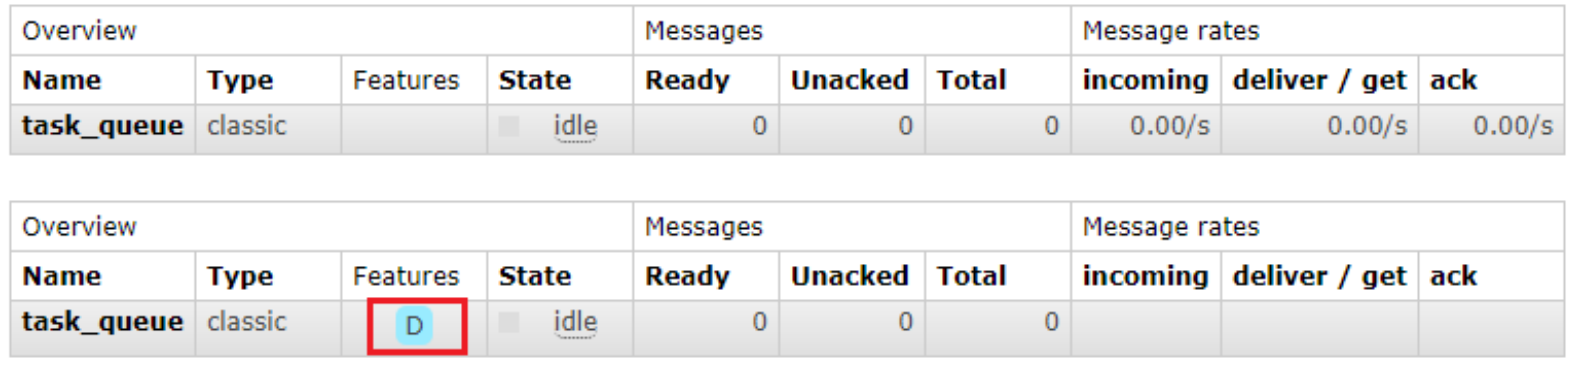 Overview Messages Message rates
Name Type Features State Ready Unacked Total incoming deliver / get ack
task_queue classic idle 0 0 0 0.00/s 0.00/s 0.00/s
Overview Messages Message rates
Name Type Features State Ready Unacked Total incoming deliver / get ack
task_queue classic D idle 0 0 0